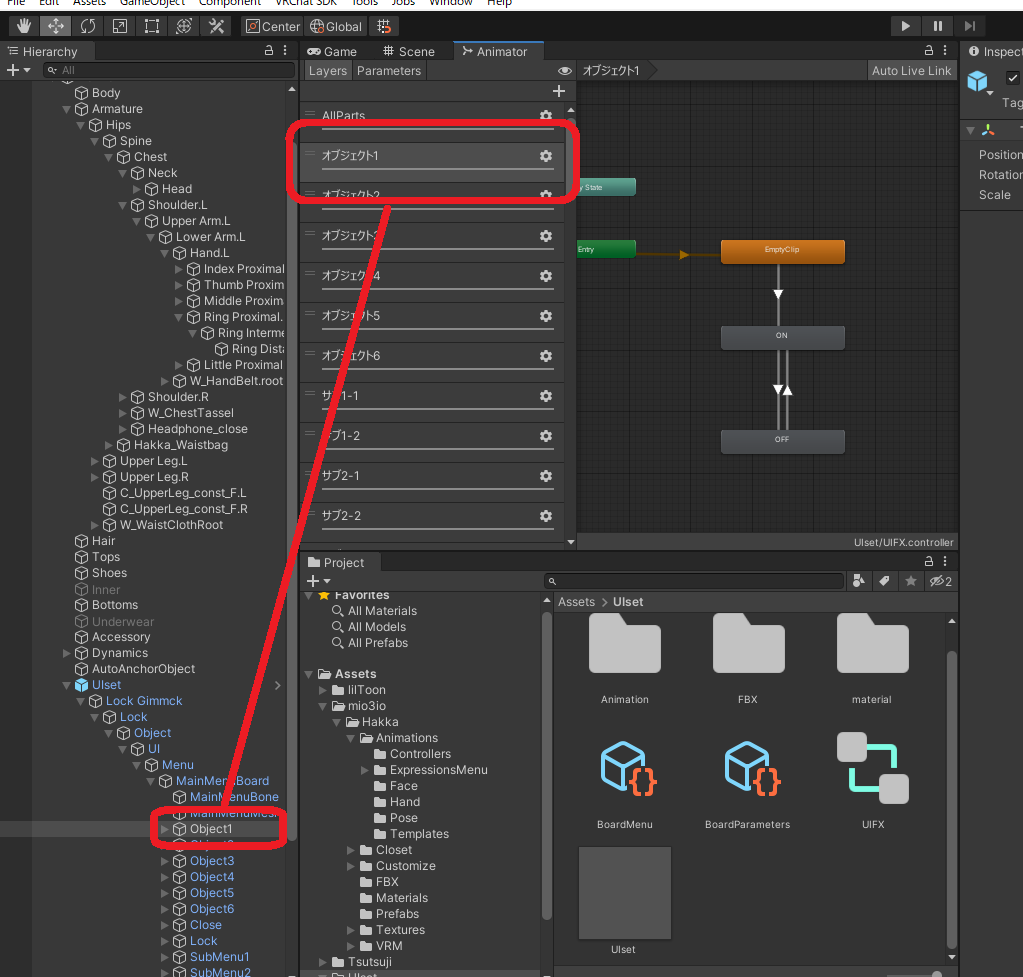 File Edit Assets GameObject Component VRChat SDK Tools Jobs Window Help
Center Global
Hierarchy
All
Body
Armature
Hips
Spine
Chest
Neck
Head
Shoulder.L
Upper Arm.L
Lower Arm.L
Hand.L
Index Proximal
Thumb Proxim
Middle Proxim
Ring Proximal.
Ring Interme
Ring Dista
Little Proximal
W_HandBelt.root
Shoulder.R
W_ChestTassel
Headphone_close
Hakka_Waistbag
Upper Leg.L
Upper Leg.R
C_UpperLeg_const_F.L
C_UpperLeg_const_F.R
W_WaistClothRoot
Hair
Tops
Shoes
Inner
Bottoms
Underwear
Accessory
Dynamics
AutoAnchorObject
UIset
Lock Gimmck
Lock
Object
UI
Menu
MainMenuBoard
MainMenuBone
MainMenuMesh
Object1
Object2
Object3
Object4
Object5
Object6
Close
Lock
SubMenu1
SubMenu2
Game Scene Animator
Layers Parameters
オブジェクト1 Auto Live Link
AllParts
オブジェクト1
オブジェクト2
オブジェクト3
オブジェクト4
オブジェクト5
オブジェクト6
サブ1-1
サブ1-2
サブ2-1
サブ2-2
y State
Entry
EmptyClip
ON
OFF
UIset/UIFX.controller
Project
2
Favorites
All Materials
All Models
All Prefabs
Assets
lilToon
mio3io
Hakka
Animations
Controllers
ExpressionsMenu
Face
Hand
Pose
Templates
Closet
Customize
FBX
Materials
Prefabs
Textures
VRM
Tsutsuji
UIset
Assets > UIset
Animation
FBX
material
BoardMenu
BoardParameters
UIFX
UIset
Inspect
Tag
T
Position
Rotation
Scale